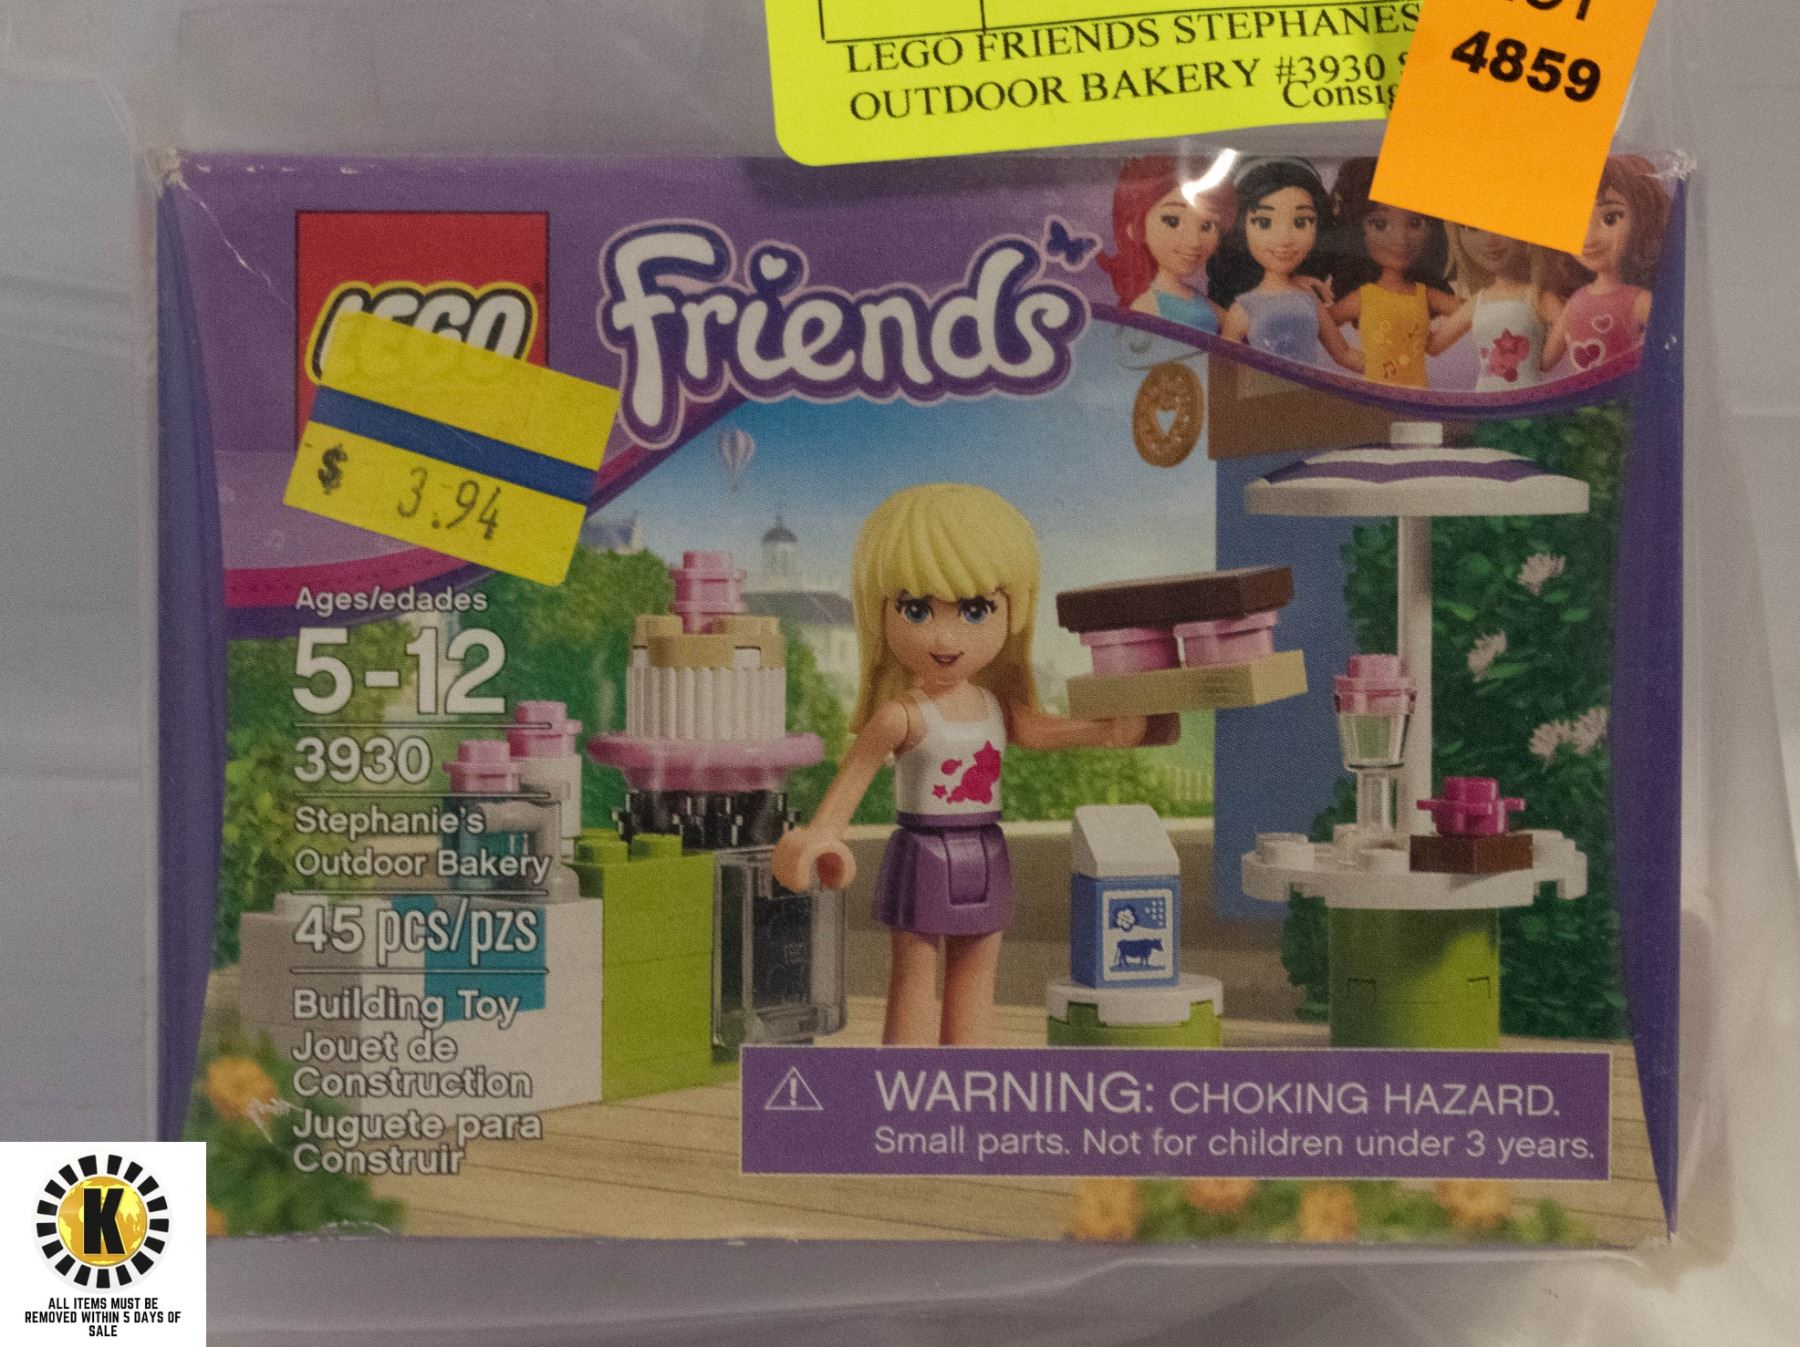 LEGO FRIENDS STEPHANES
OUTDOOR BAKERY #3930
4859
LEGO
friends
$ 3.94
Ages/edades
5-12
3930
Stephanie's
Outdoor Bakery
45 pcs/pzs
Building Toy
Jouet de
Construction
Juguete para
Construir
WARNING: CHOKING HAZARD.
Small parts. Not for children under 3 years.
K
ALL ITEMS MUST BE
REMOVED WITHIN 5 DAYS OF
SALE